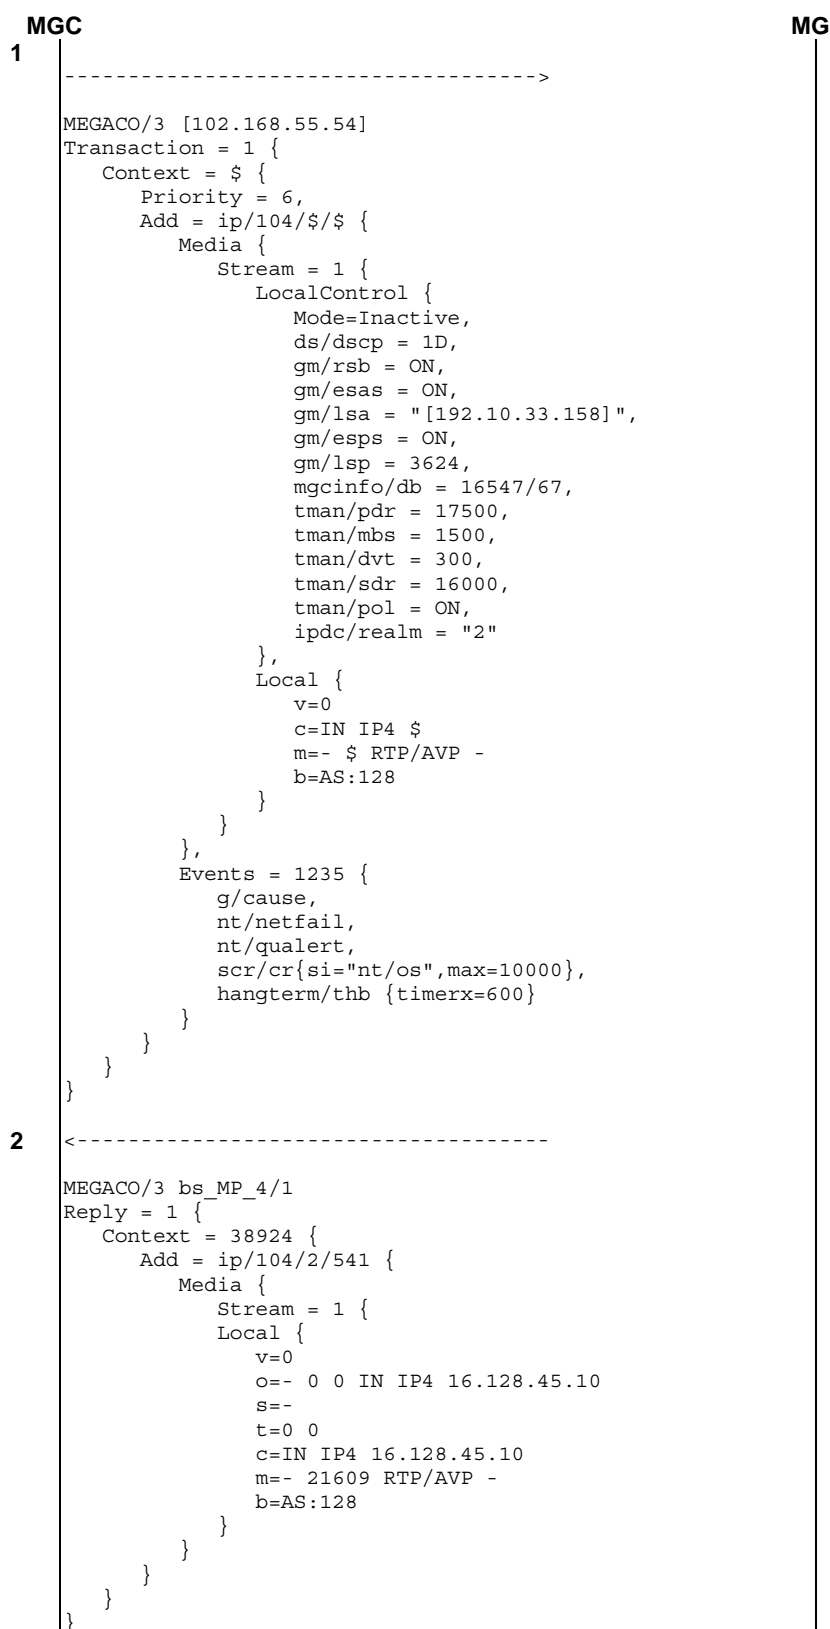 MGC MG
1
------------------------------------->
MEGACO/3 [102.168.55.54]
Transaction = 1 {
Context = $ {
Priority = 6,
Add = ip/104/$/$ {
Media {
Stream = 1 {
LocalControl {
Mode=Inactive,
ds/dscp = 1D,
gm/rsb = ON,
gm/esas = ON,
gm/lsa = "[192.10.33.158]",
gm/esps = ON,
gm/lsp = 3624,
mgcinfo/db = 16547/67,
tman/pdr = 17500,
tman/mbs = 1500,
tman/dvt = 300,
tman/sdr = 16000,
tman/pol = ON,
ipdc/realm = "2"
},
Local {
v=0
c=IN IP4 $
m=- $ RTP/AVP -
b=AS:128
}
}
},
Events = 1235 {
g/cause,
nt/netfail,
nt/qualert,
scr/cr{si="nt/os",max=10000},
hangterm/thb {timerx=600}
}
}
}
}
2 <-------------------------------------
MEGACO/3 bs_MP_4/1
Reply = 1 {
Context = 38924 {
Add = ip/104/2/541 {
Media {
Stream = 1 {
Local {
v=0
o=- 0 0 IN IP4 16.128.45.10
s=-
t=0 0
c=IN IP4 16.128.45.10
m=- 21609 RTP/AVP -
b=AS:128
}
}
}
}
}